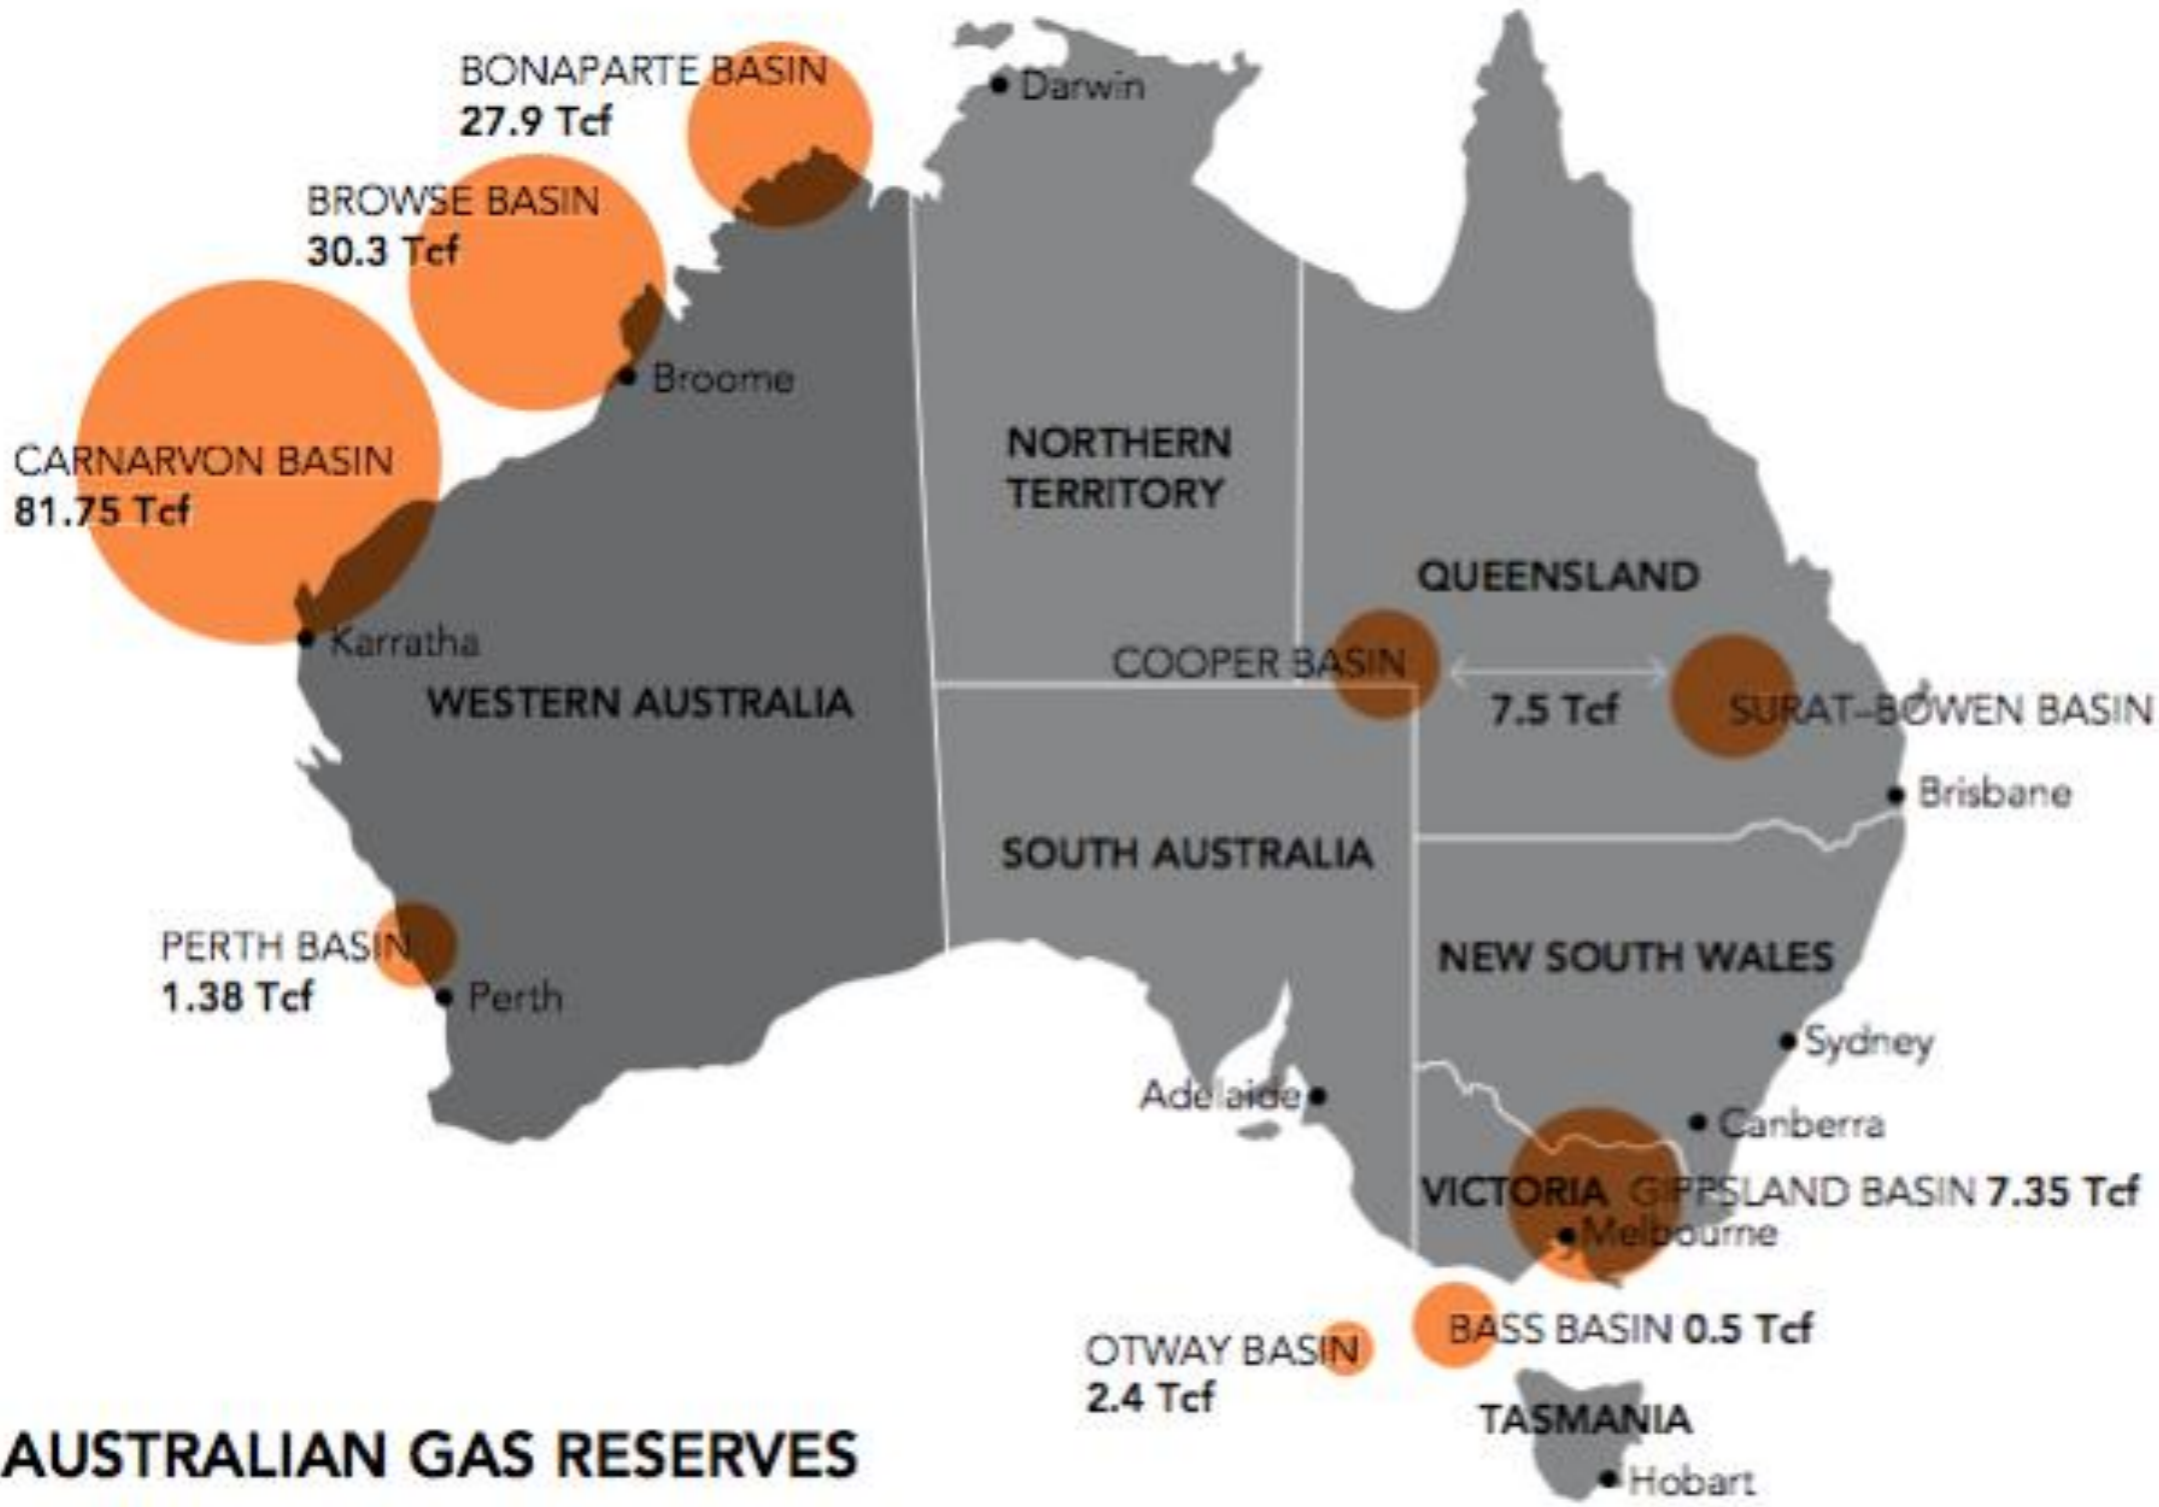 BONAPARTE BASIN
27.9 Tcf
Darwin
BROWSE BASIN
30.3 Tcf
Broome
CARNARVON BASIN
81.75 Tcf
NORTHERN
TERRITORY
QUEENSLAND
Karratha
COOPER BASIN
7.5 Tcf
SURAT–BOWEN BASIN
WESTERN AUSTRALIA
Brisbane
SOUTH AUSTRALIA
PERTH BASIN
1.38 Tcf
Perth
NEW SOUTH WALES
Sydney
Adelaide
Canberra
VICTORIA
GIPPSLAND BASIN 7.35 Tcf
Melbourne
BASS BASIN 0.5 Tcf
OTWAY BASIN
2.4 Tcf
TASMANIA
Hobart
AUSTRALIAN GAS RESERVES